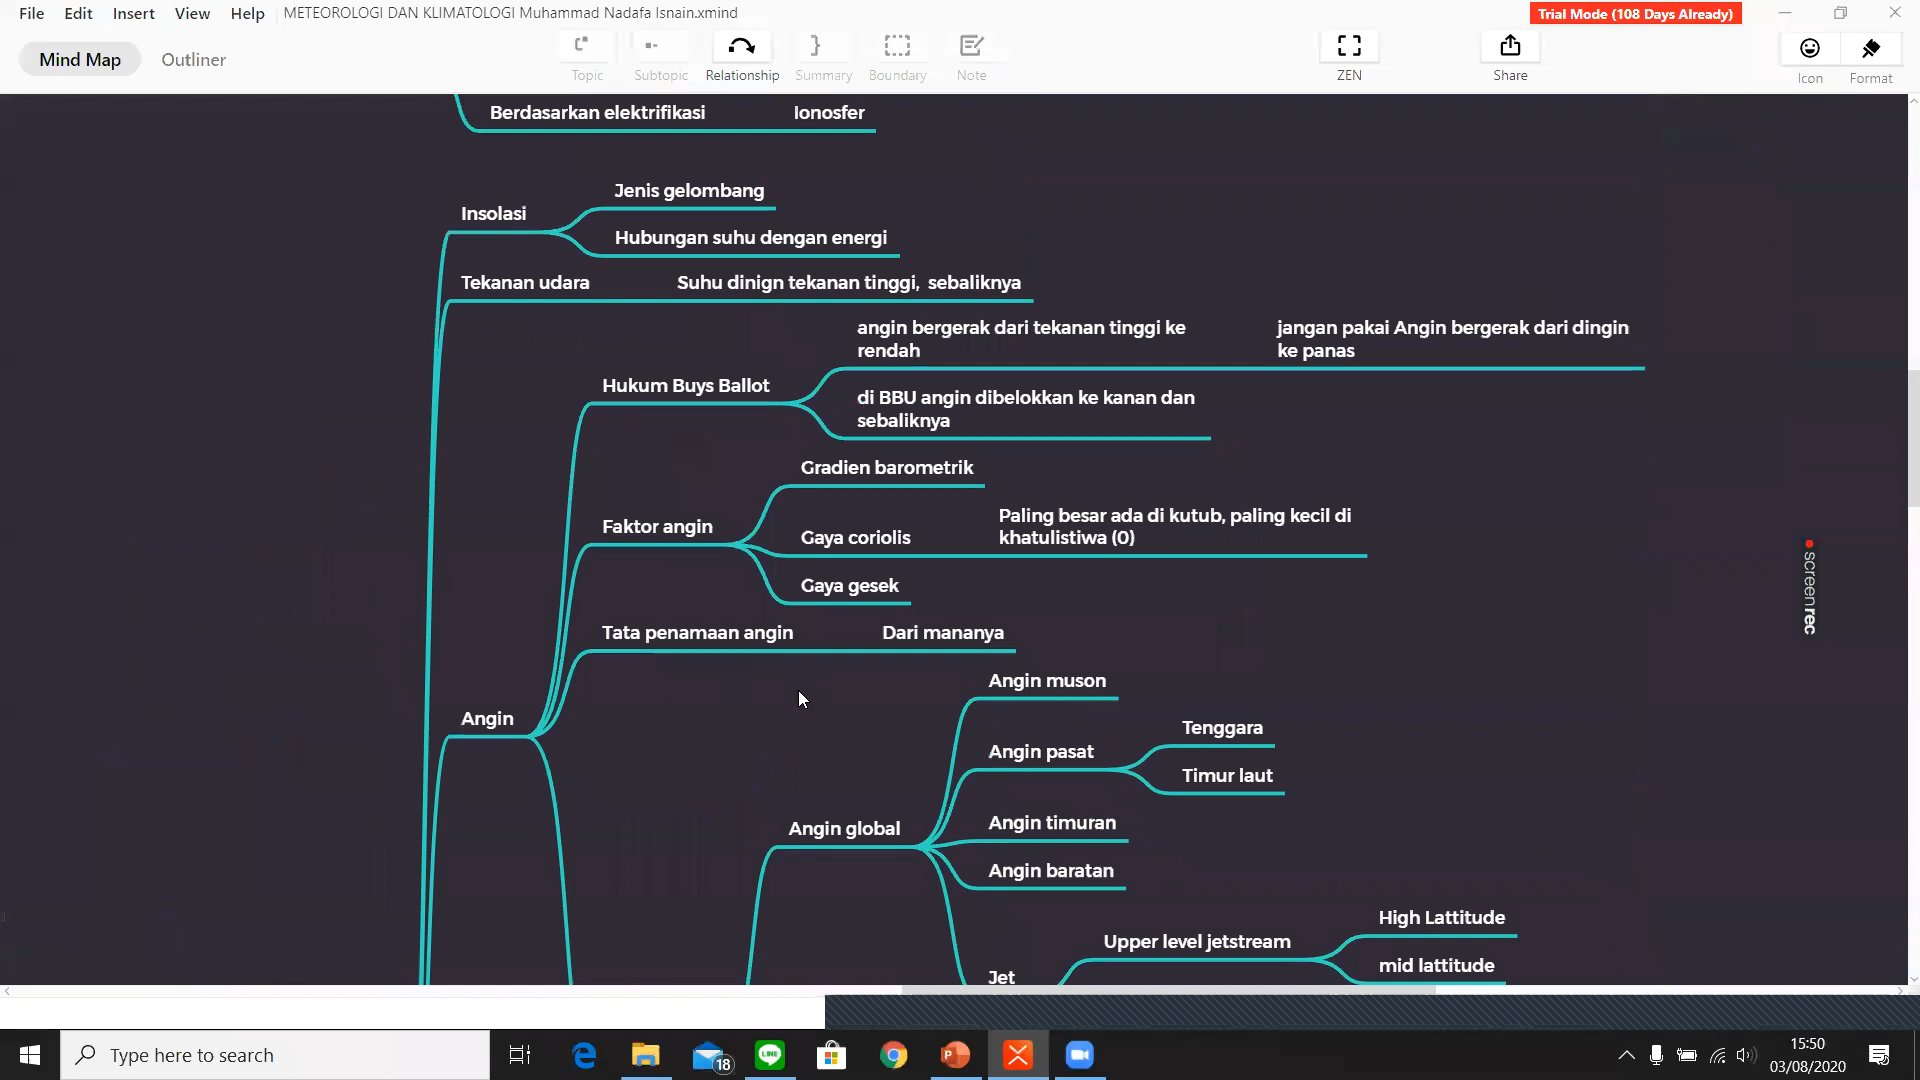 File Edit Insert View Help METEOROLOGI DAN KLIMATOLOGI Muhammad Nadafa Isnain.xmind
Trial Mode (108 Days Already)
Mind Map Outliner
Topic Subtopic Relationship Summary Boundary Note ZEN Share Icon Format
Berdasarkan elektrifikasi Ionosfer
Jenis gelombang
Insolasi
Hubungan suhu dengan energi
Tekanan udara Suhu dinign tekanan tinggi, sebaliknya
angin bergerak dari tekanan tinggi ke
rendah
jangan pakai Angin bergerak dari dingin
ke panas
Hukum Buys Ballot
di BBU angin dibelokkan ke kanan dan
sebaliknya
Gradien barometrik
Faktor angin
Gaya coriolis
Paling besar ada di kutub, paling kecil di
khatulistiwa (0)
Gaya gesek
Tata penamaan angin Dari mananya
Angin
Angin muson
Angin pasat
Tenggara
Timur laut
Angin global
Angin timuran
Angin baratan
Jet
Upper level jetstream
High Lattitude
mid lattitude
screenrec
Type here to search
18
LINE
15:50
03/08/2020